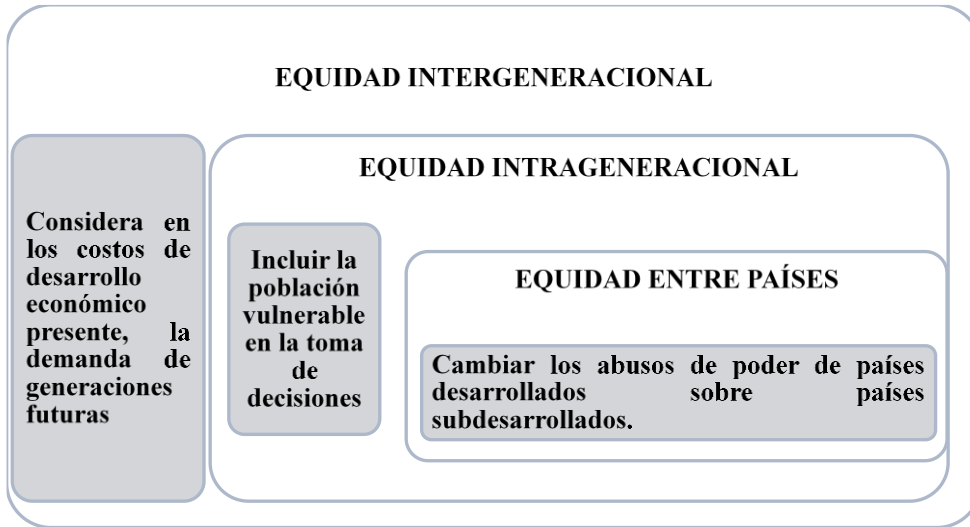 EQUIDAD INTERGENERACIONAL
Considera en
los costos de
desarrollo
económico
presente, la
demanda de
generaciones
futuras
EQUIDAD INTRAGENERACIONAL
Incluir la
población
vulnerable
en la toma
de
decisiones
EQUIDAD ENTRE PAÍSES
Cambiar los abusos de poder de países
desarrollados sobre países
subdesarrollados.